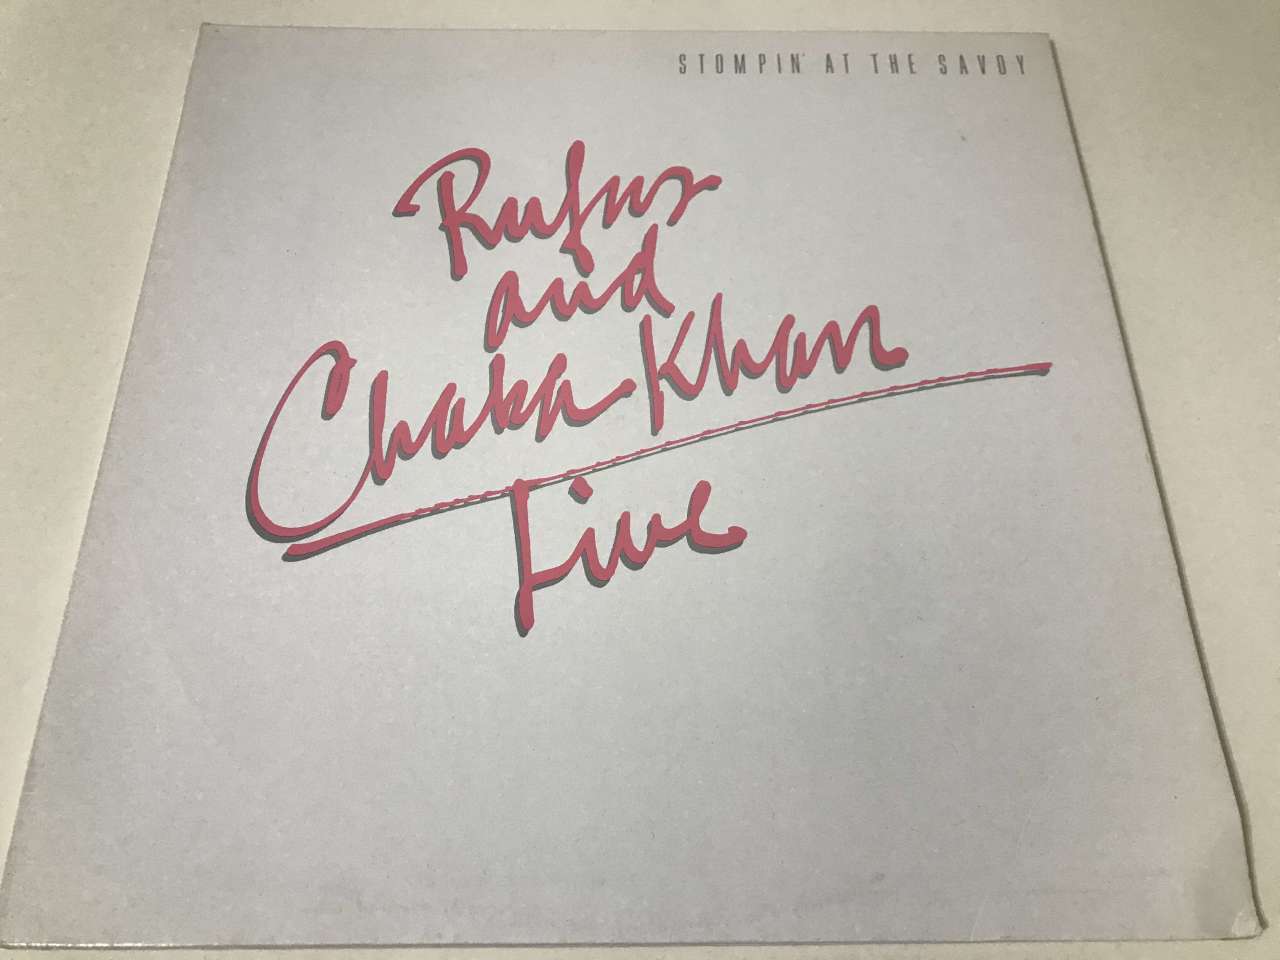 STOMPIN' AT THE SAVOY
Rufus
and
Chaka Khan
Live